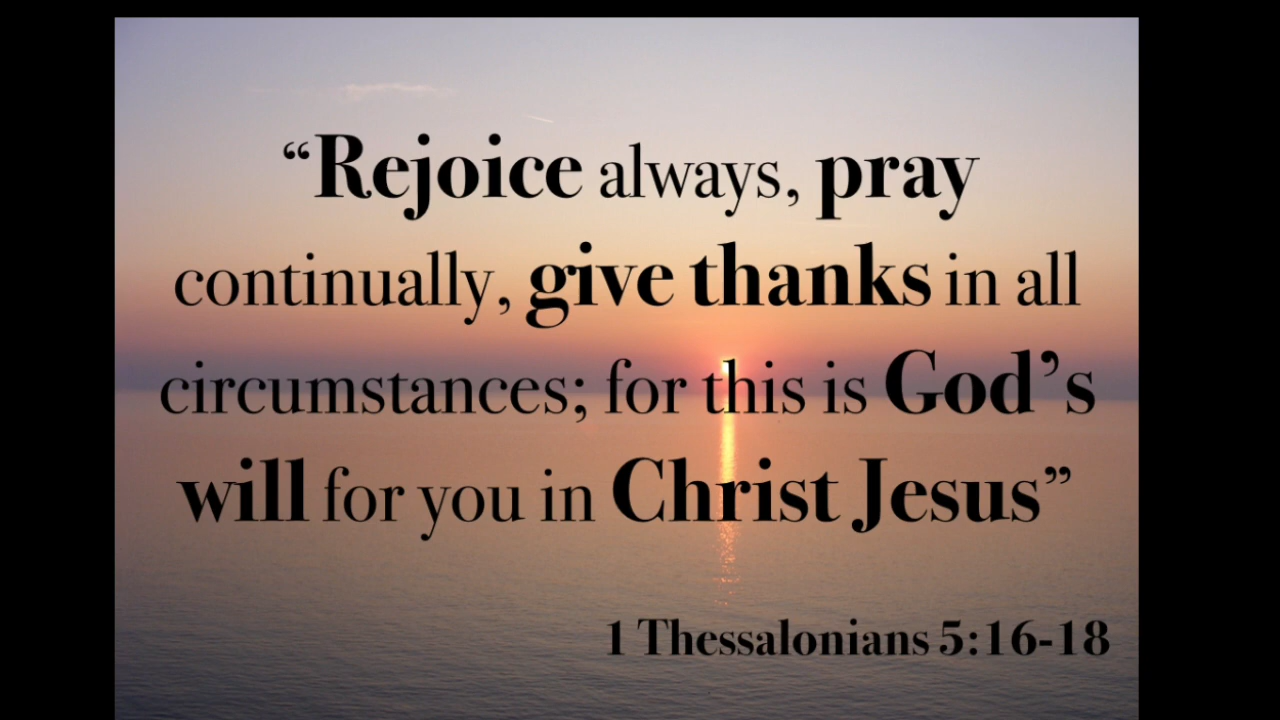 “Rejoice always, pray
continually, give thanks in all
circumstances; for this is God’s
will for you in Christ Jesus”
1 Thessalonians 5:16-18